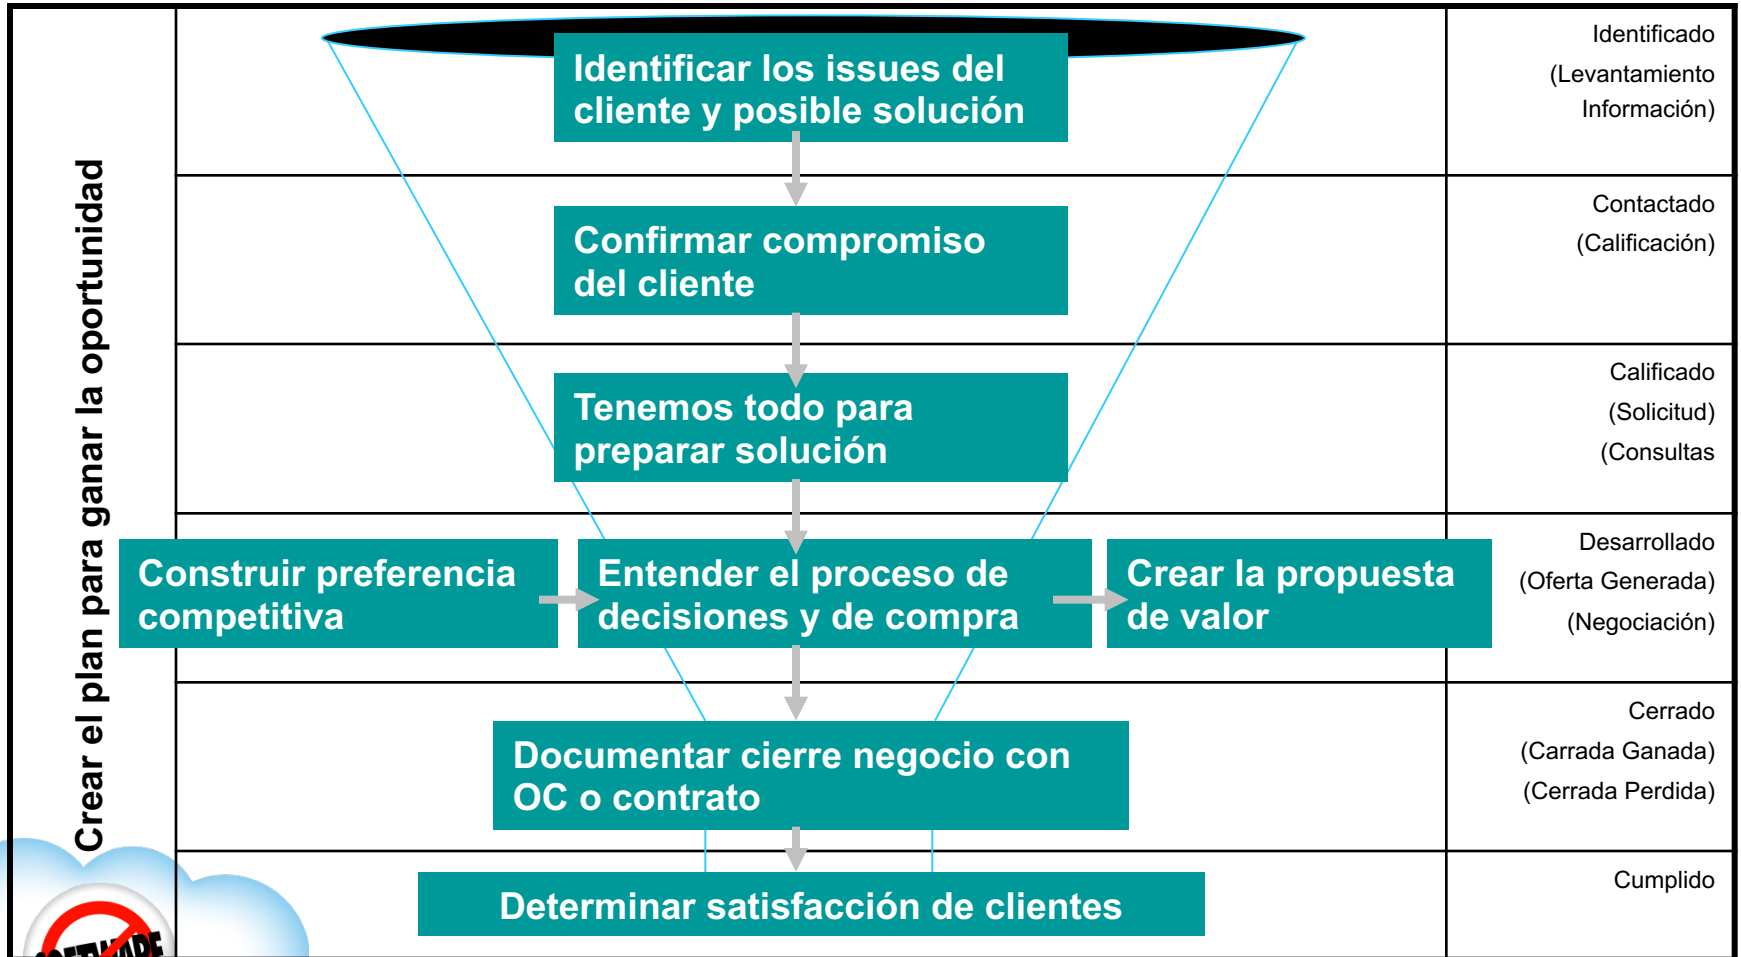 Crear el plan para ganar la oportunidad
Identificar los issues del
cliente y posible solución
Identificado
(Levantamiento
Información)
Confirmar compromiso
del cliente
Contactado
(Calificación)
Tenemos todo para
preparar solución
Calificado
(Solicitud)
(Consultas
Construir preferencia
competitiva
Entender el proceso de
decisiones y de compra
Crear la propuesta
de valor
Desarrollado
(Oferta Generada)
(Negociación)
Documentar cierre negocio con
OC o contrato
Cerrado
(Carrada Ganada)
(Cerrada Perdida)
Determinar satisfacción de clientes
Cumplido
SOFTWARE